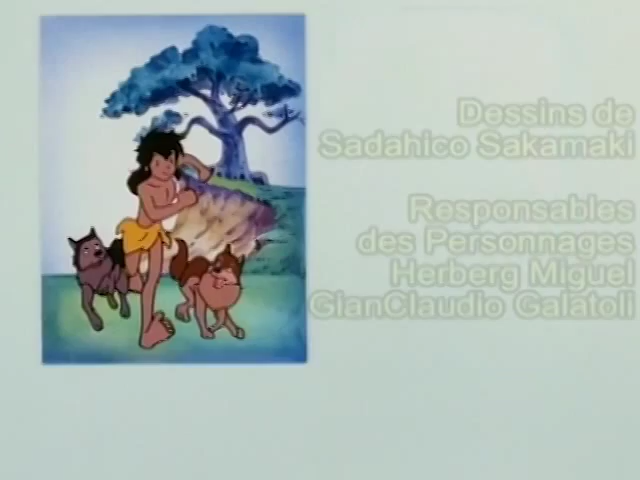 Dessins de
Sadahico Sakamaki
Responsables
des Personnages
Herberg Miguel
GianClaudio Galatoli